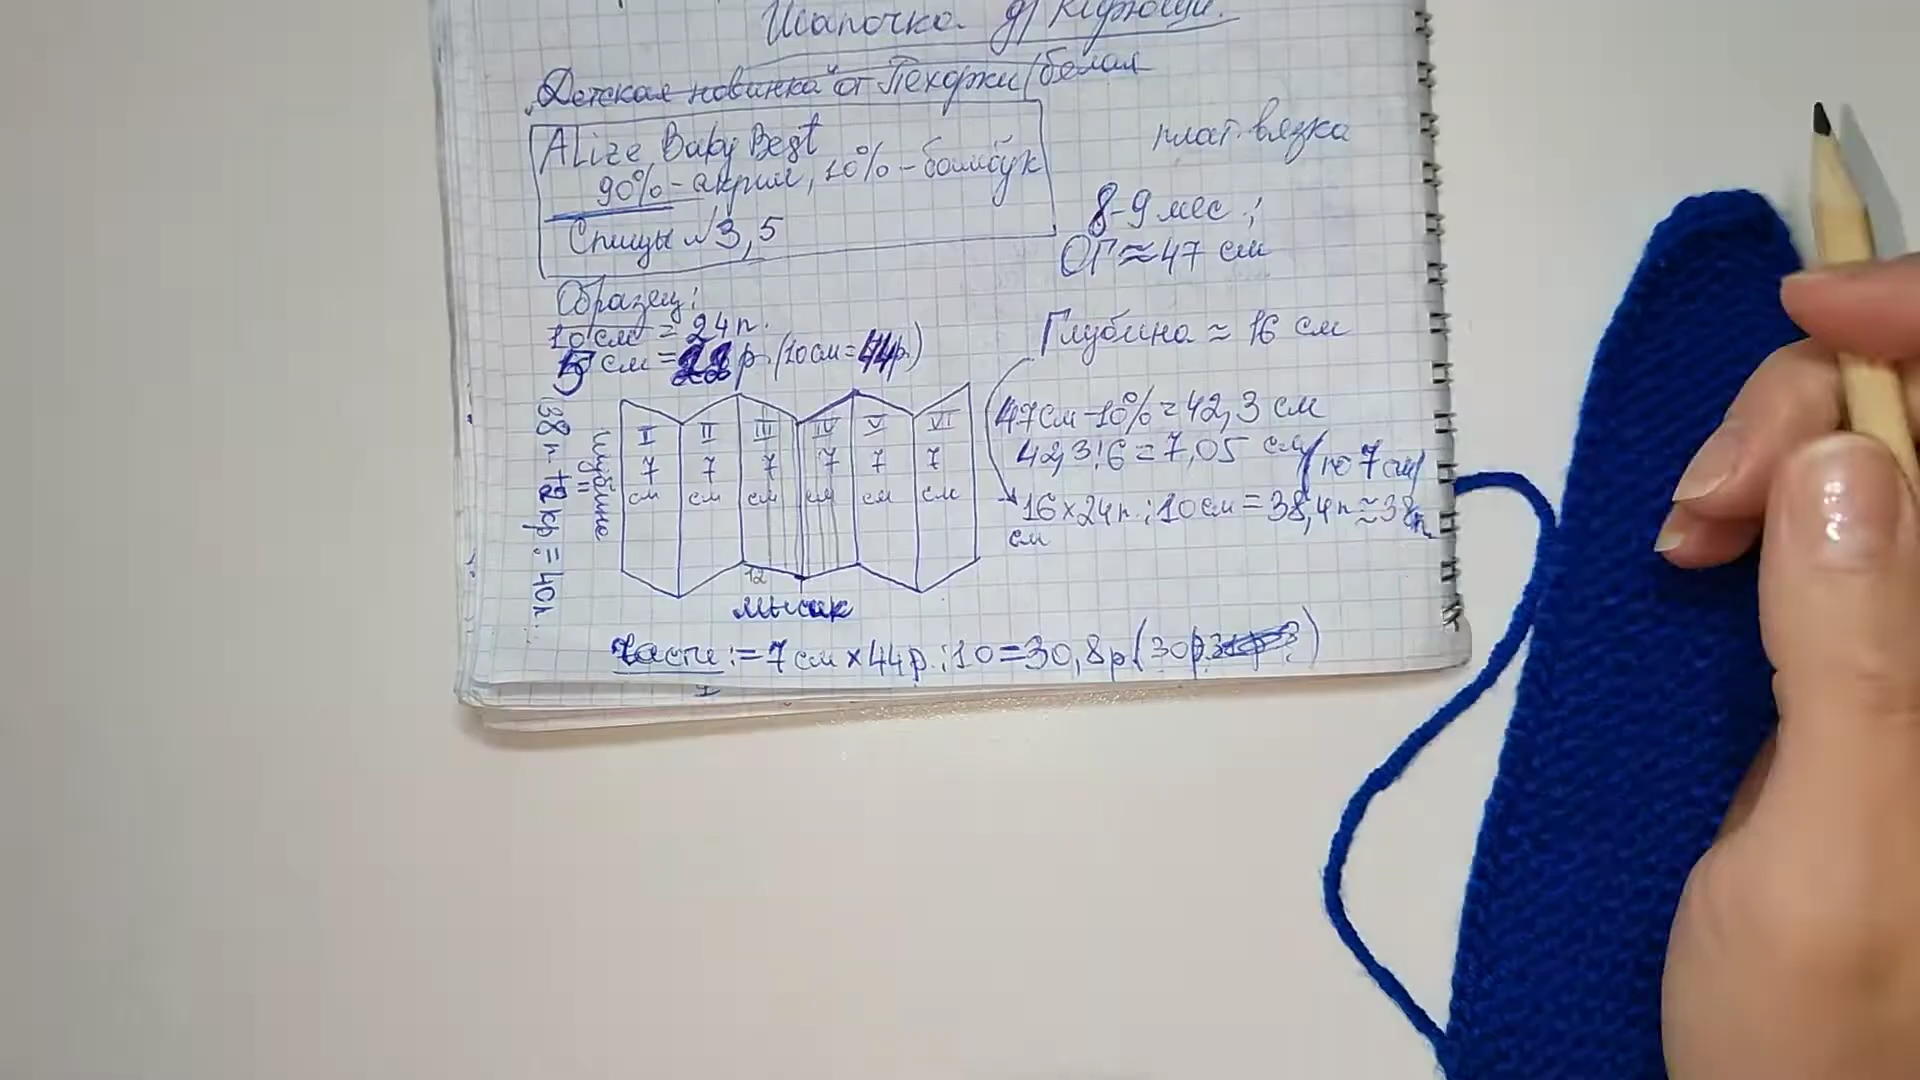 Шапочка д/
"Детская новинка" от Пехорки /белая
ALize Baby Best
90% - акрил, 10% - бамбук
Спицы №3,5
плат. вязка
8-9 мес;
ОГ ≈ 47 см
Образец:
10 см = 24 п.
5 см = 22 р. (10 см = 44 р.)
Глубина ≈ 16 см
47 см - 10% = 42,3 см
42,3 : 6 = 7,05 см /по 7 см/
16 х 24 п. : 10 см = 38,4 п ≈ 38 п
см
I II III IV V VI
7 7 7 7 7 7
см см см см см см
глубине
38 п + 2 кр = 40 п.
12
мысик
Части := 7 см х 44 р. : 10 = 30,8 р (30 р